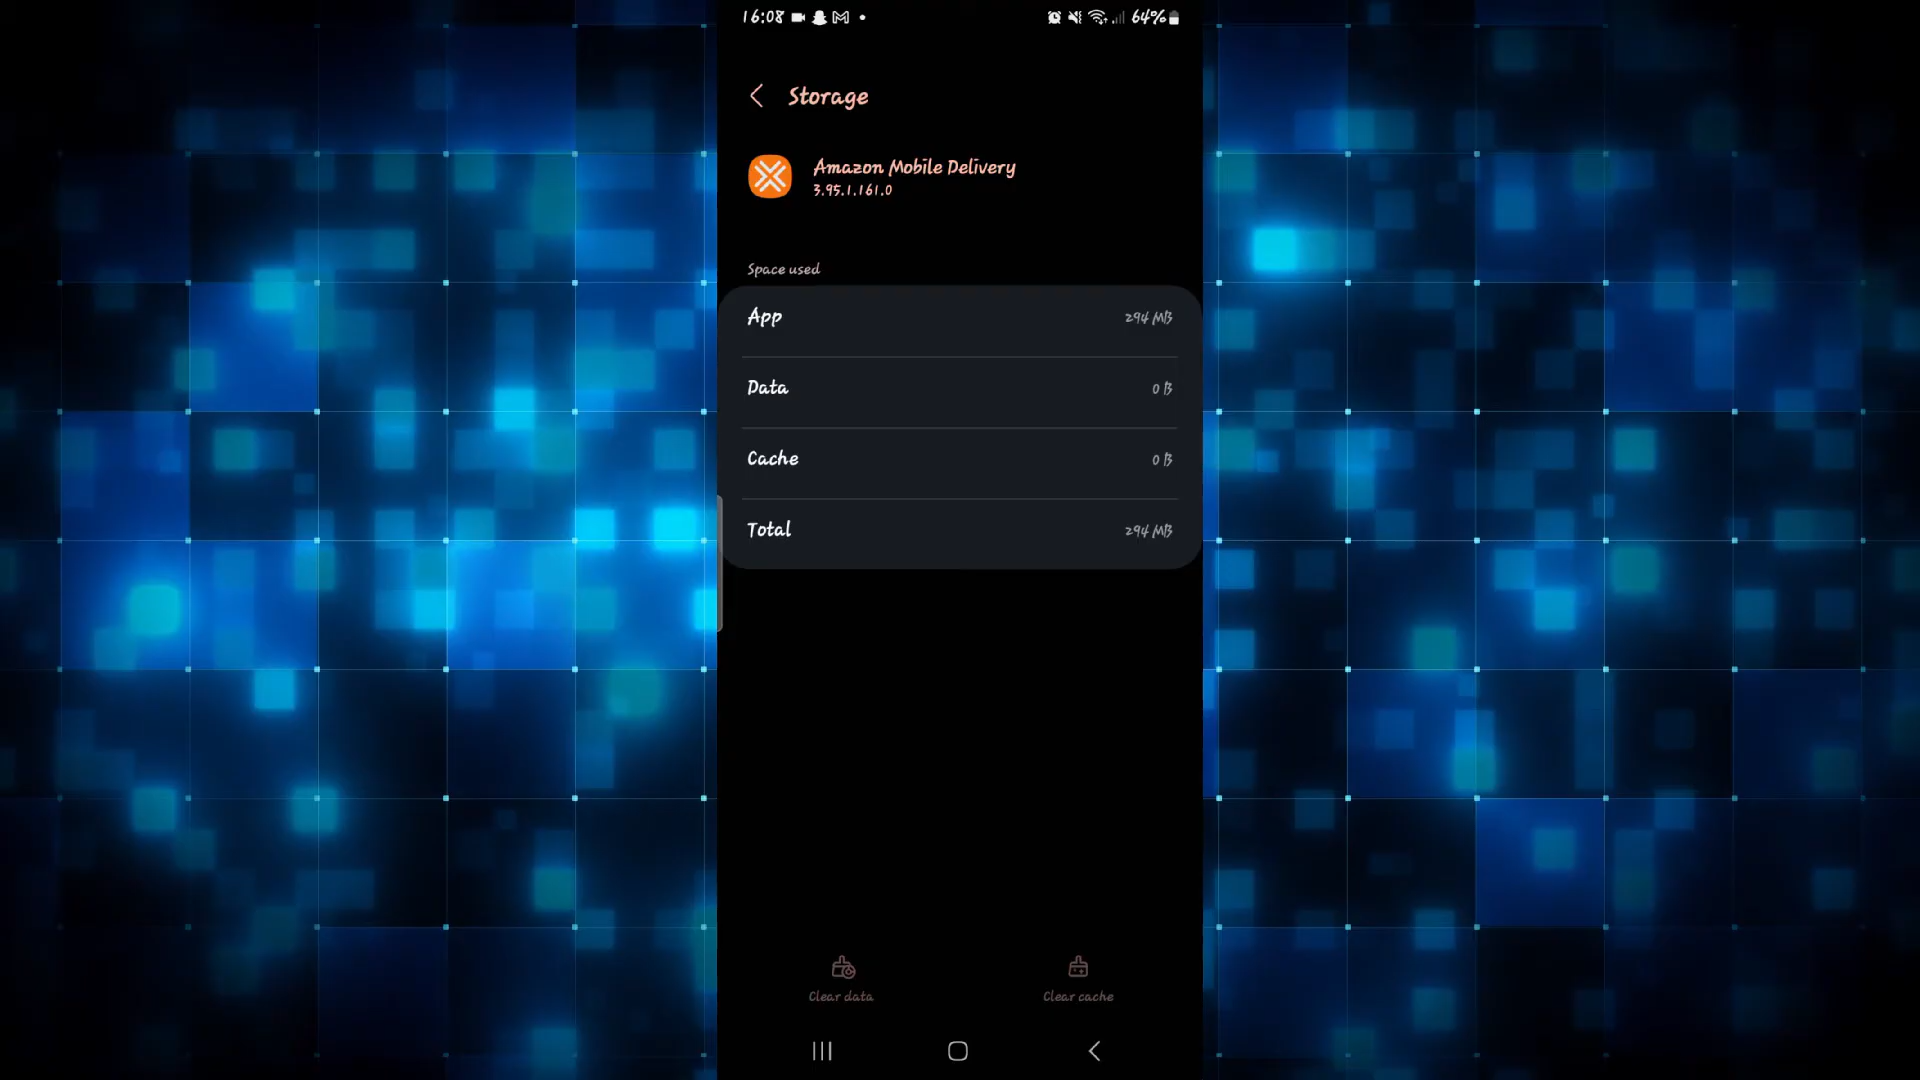 16:08 64%
Storage
Amazon Mobile Delivery
3.95.1.161.0
Space used
App 294 MB
Data 0 B
Cache 0 B
Total 294 MB
Clear data Clear cache